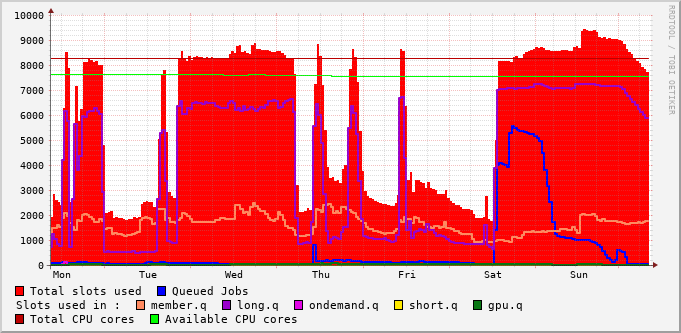 10000
9000
8000
7000
6000
5000
4000
3000
2000
1000
0
Mon Tue Wed Thu Fri Sat Sun
Total slots used Queued Jobs
Slots used in : member.q long.q ondemand.q short.q gpu.q
Total CPU cores Available CPU cores
RRDTOOL / TOBI OETIKER